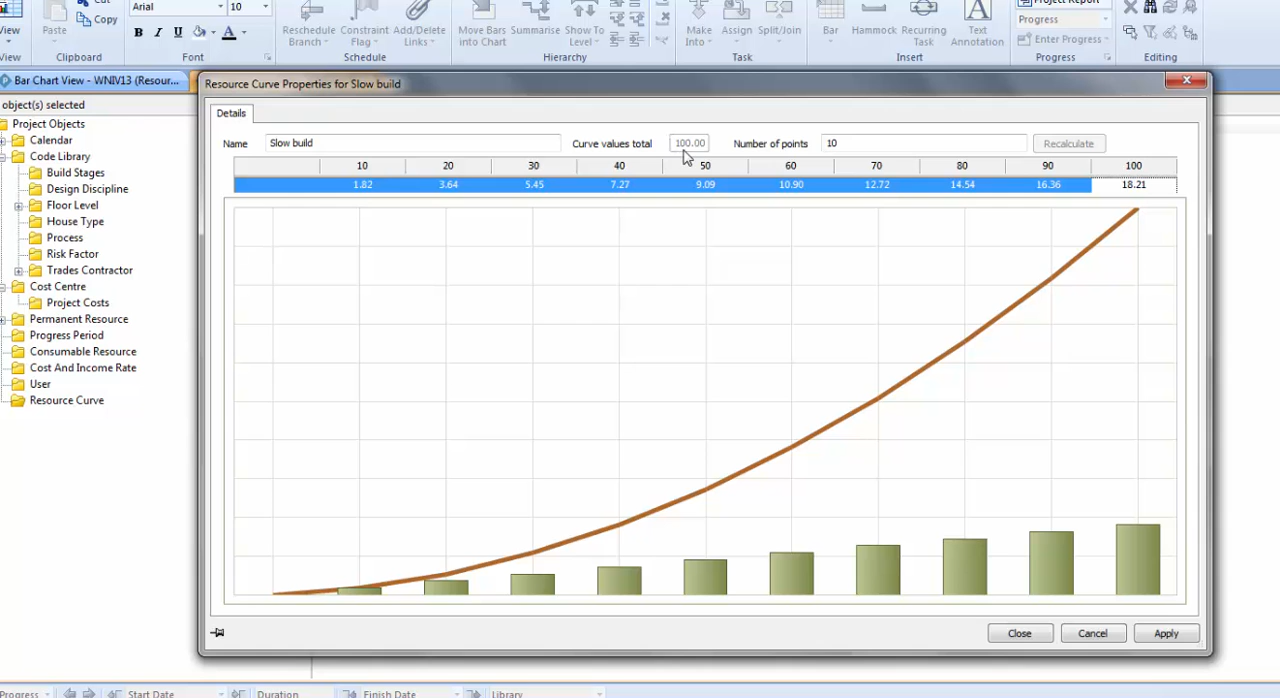 Cut Arial 10 Project Report
View Paste Copy Reschedule Branch Constraint Flag Add/Delete Links Move Bars into Chart Summarise Show To Level Make Into Assign Split/Join Bar Hammock Recurring Task Text Annotation Progress
B I U A Enter Progress
View Clipboard Font Schedule Hierarchy Task Insert Progress Editing
Bar Chart View - WNIV13 (Resour...
Resource Curve Properties for Slow build
object(s) selected
Details
Project Objects
Calendar
Code Library
Build Stages
Design Discipline
Floor Level
House Type
Process
Risk Factor
Trades Contractor
Cost Centre
Project Costs
Permanent Resource
Progress Period
Consumable Resource
Cost And Income Rate
User
Resource Curve
Name Slow build Curve values total 100.00 Number of points 10 Recalculate
10 20 30 40 50 60 70 80 90 100
1.82 3.64 5.45 7.27 9.09 10.90 12.72 14.54 16.36 18.21
Close Cancel Apply
Progress Start Date Duration Finish Date Library